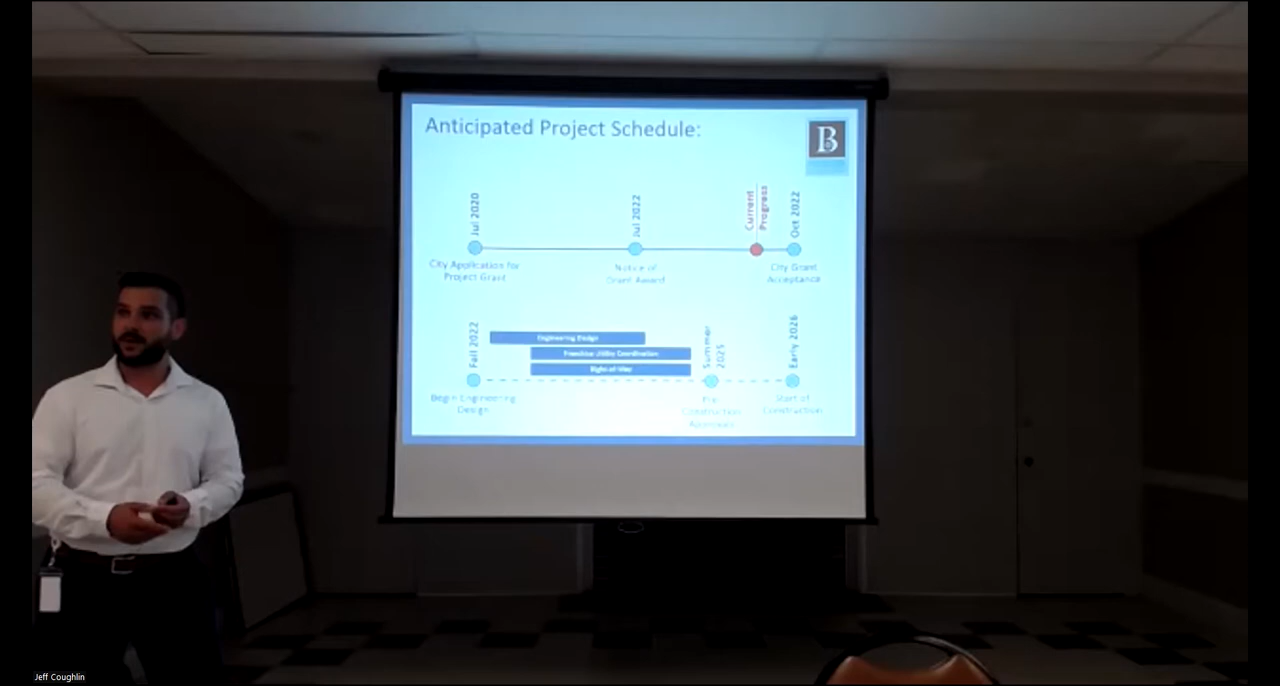 Anticipated Project Schedule:
B
Jul 2020
Jul 2022
Current
Progress
Oct 2022
City Application for
Project Grant
Notice of
Grant Award
City Grant
Acceptance
Fall 2022
Engineering Design
Franchise Utility Coordination
Right of Way
Summer
2025
Early 2026
Begin Engineering
Design
Pre-
Construction
Start of
Construction
Jeff Coughlin